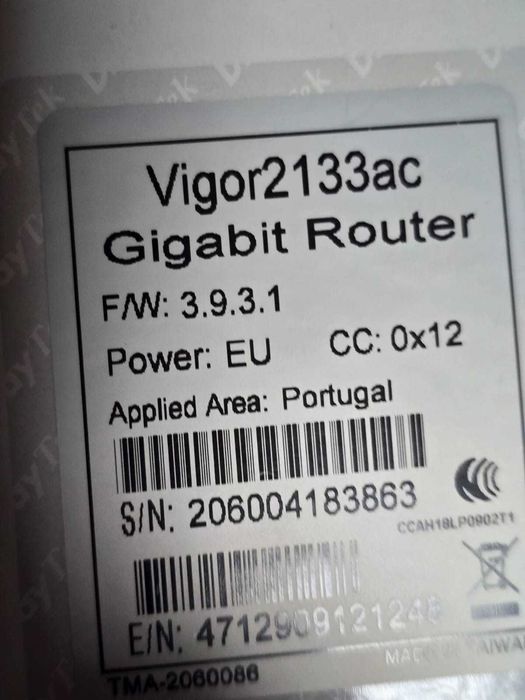 Vigor2133ac
Gigabit Router
F/W: 3.9.3.1
Power: EU CC: 0x12
Applied Area: Portugal
S/N: 206004183863
CCAH18LP0902T1
E/N:
TMA-2060086